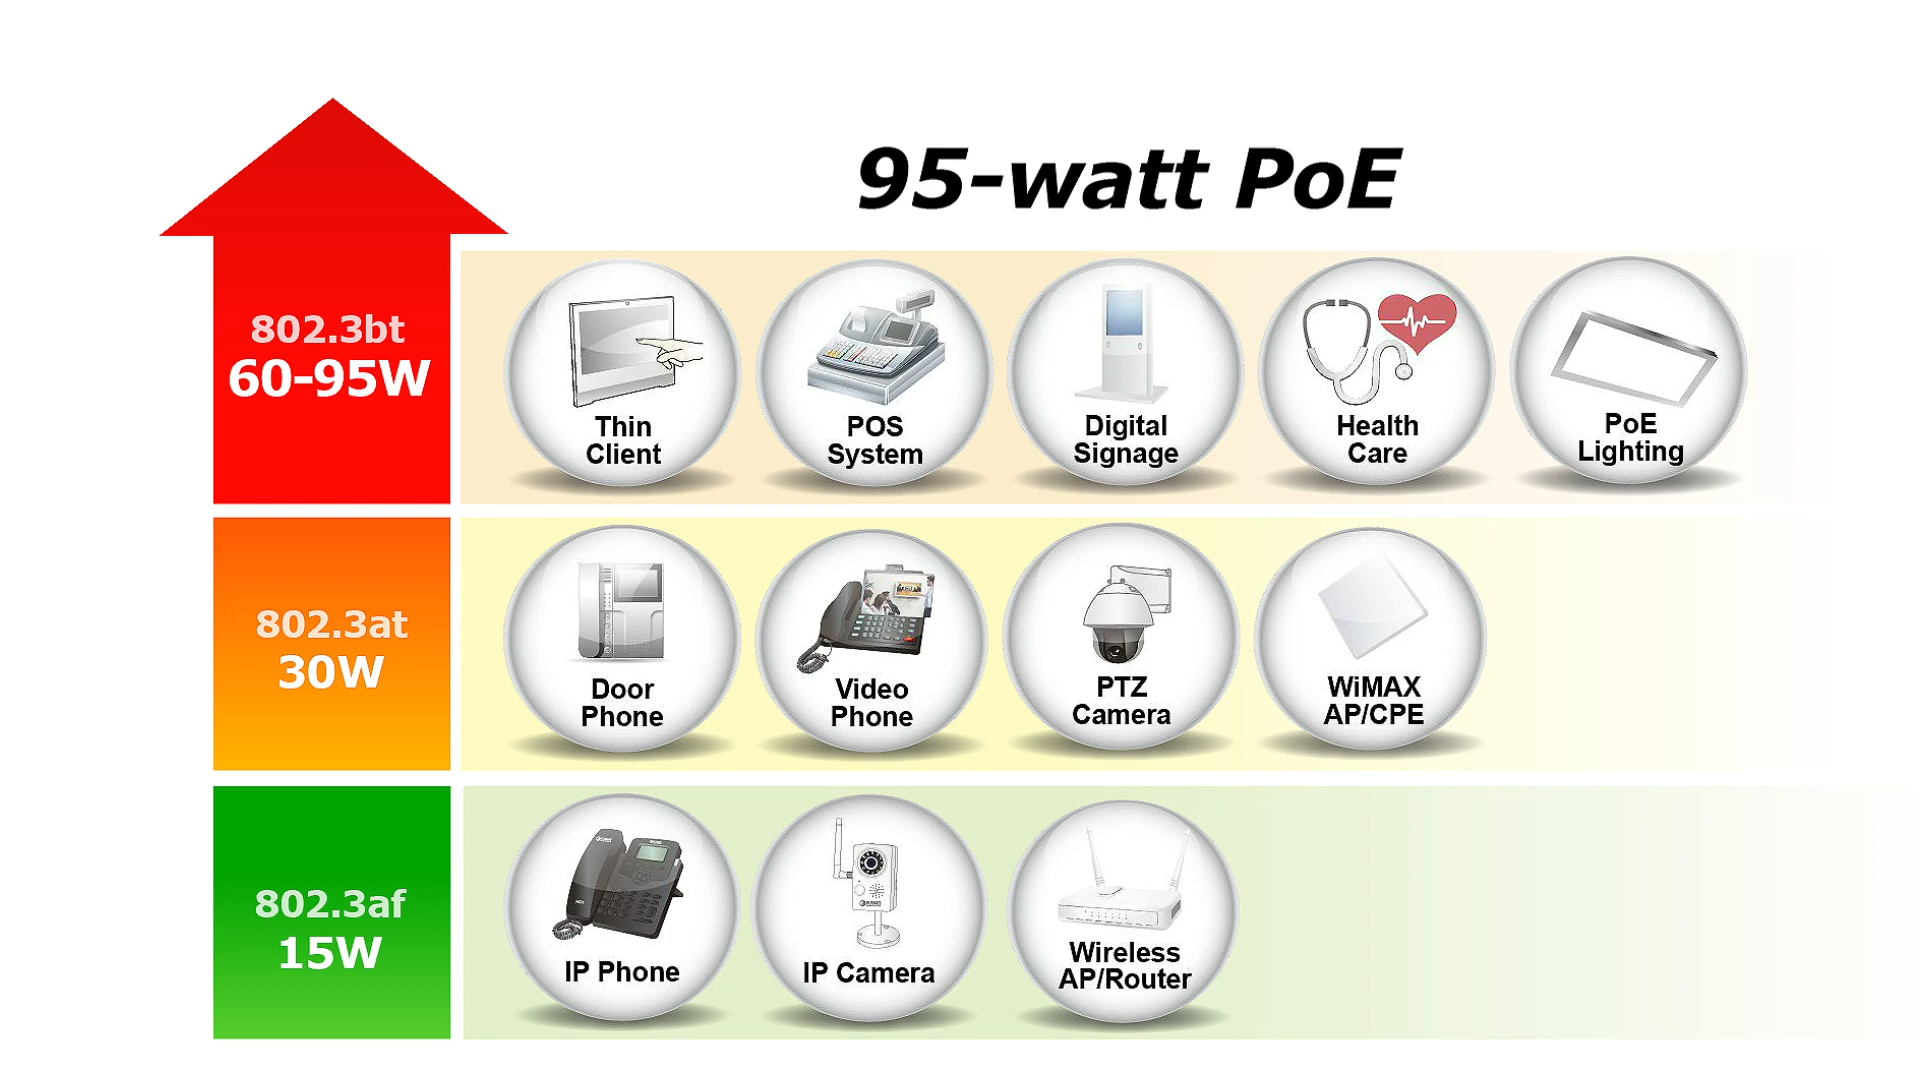 95-watt PoE
802.3bt
60-95W
Thin
Client
POS
System
Digital
Signage
Health
Care
PoE
Lighting
802.3at
30W
Door
Phone
Video
Phone
PTZ
Camera
WiMAX
AP/CPE
802.3af
15W
IP Phone
IP Camera
Wireless
AP/Router